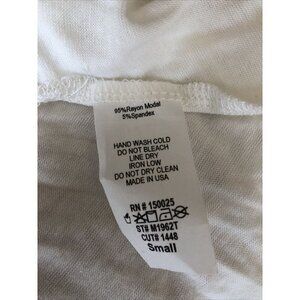 95%Rayon Modal
5%Spandex
HAND WASH COLD
DO NOT BLEACH
LINE DRY
IRON LOW
DO NOT DRY CLEAN
MADE IN USA
RN # 150025
ST# M1962T
CUT# 1448
Small